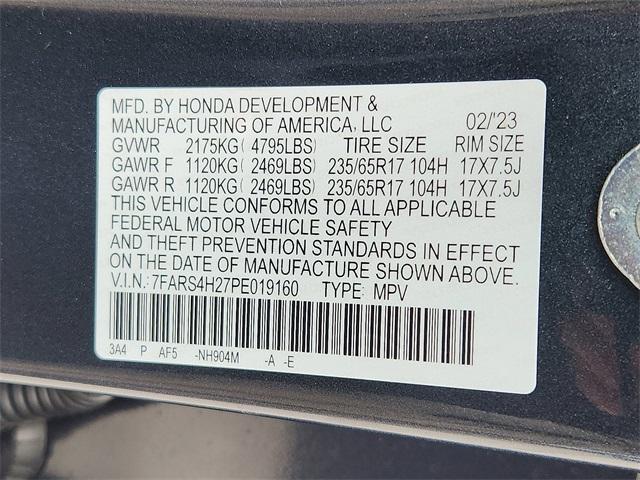 MFD. BY HONDA DEVELOPMENT &
MANUFACTURING OF AMERICA, LLC 02/'23
GVWR 2175KG( 4795LBS) TIRE SIZE RIM SIZE
GAWR F 1120KG( 2469LBS) 235/65R17 104H 17X7.5J
GAWR R 1120KG( 2469LBS) 235/65R17 104H 17X7.5J
THIS VEHICLE CONFORMS TO ALL APPLICABLE
FEDERAL MOTOR VEHICLE SAFETY
AND THEFT PREVENTION STANDARDS IN EFFECT
ON THE DATE OF MANUFACTURE SHOWN ABOVE.
V.I.N.: 7FARS4H27PE019160 TYPE: MPV
3A4 P AF5 -NH904M -A -E